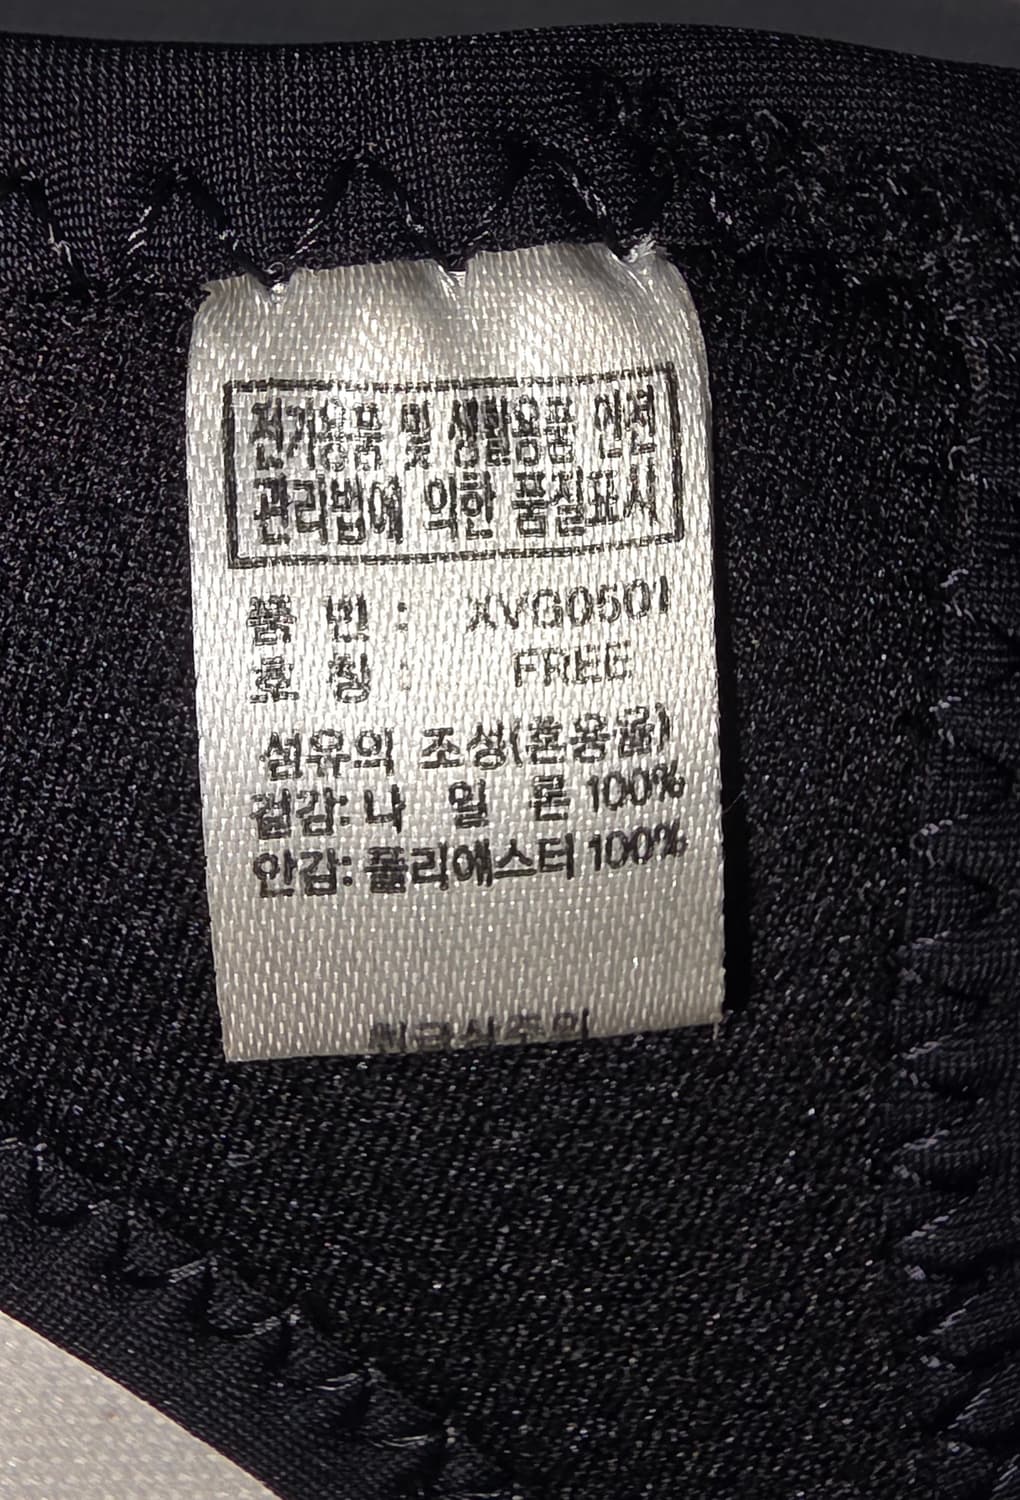 전기용품 및 생활용품 안전
관리법에 의한 품질표시
품 번 : XVG0501
호 칭 : FREE
섬유의 조성(혼용율)
겉감: 나 일 론 100%
안감: 폴리에스터 100%